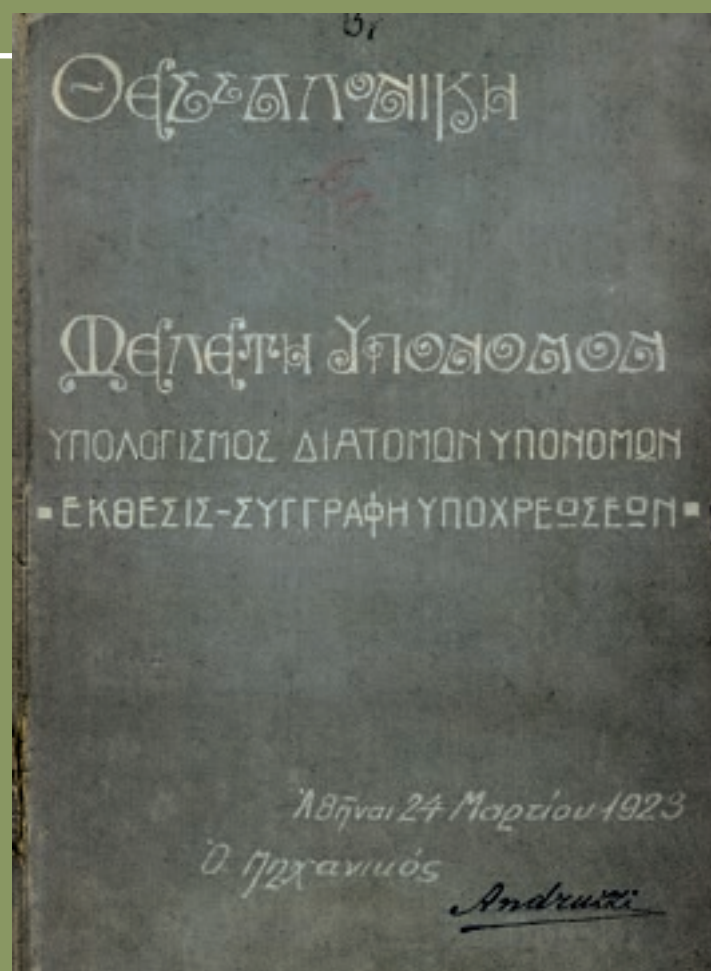 Θεσσαλονικη
Μελετη Υπονομων
ΥΠΟΛΟΓΙΣΜΟΣ ΔΙΑΤΟΜΩΝ ΥΠΟΝΟΜΩΝ
▪ ΕΚΘΕΣΙΣ-ΣΥΓΓΡΑΦΗ ΥΠΟΧΡΕΩΣΕΩΝ ▪
Ἀθῆναι 24 Μαρτίου 1923
Ὁ Μηχανικός